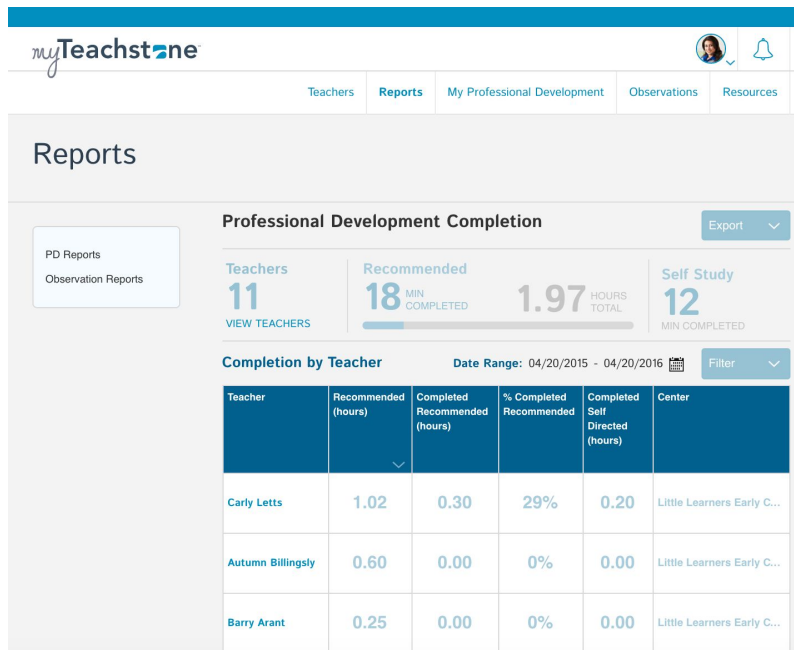 myTeachstone
Teachers Reports My Professional Development Observations Resources
Reports
PD Reports
Observation Reports
Professional Development Completion
Export
Teachers
11
VIEW TEACHERS
Recommended
18 MIN COMPLETED
1.97 HOURS TOTAL
Self Study
12
MIN COMPLETED
Completion by Teacher
Date Range: 04/20/2015 - 04/20/2016
Filter
Teacher
Recommended
(hours)
Completed
Recommended
(hours)
% Completed
Recommended
Completed
Self
Directed
(hours)
Center
Carly Letts 1.02 0.30 29% 0.20 Little Learners Early C...
Autumn Billingsly 0.60 0.00 0% 0.00 Little Learners Early C...
Barry Arant 0.25 0.00 0% 0.00 Little Learners Early C...